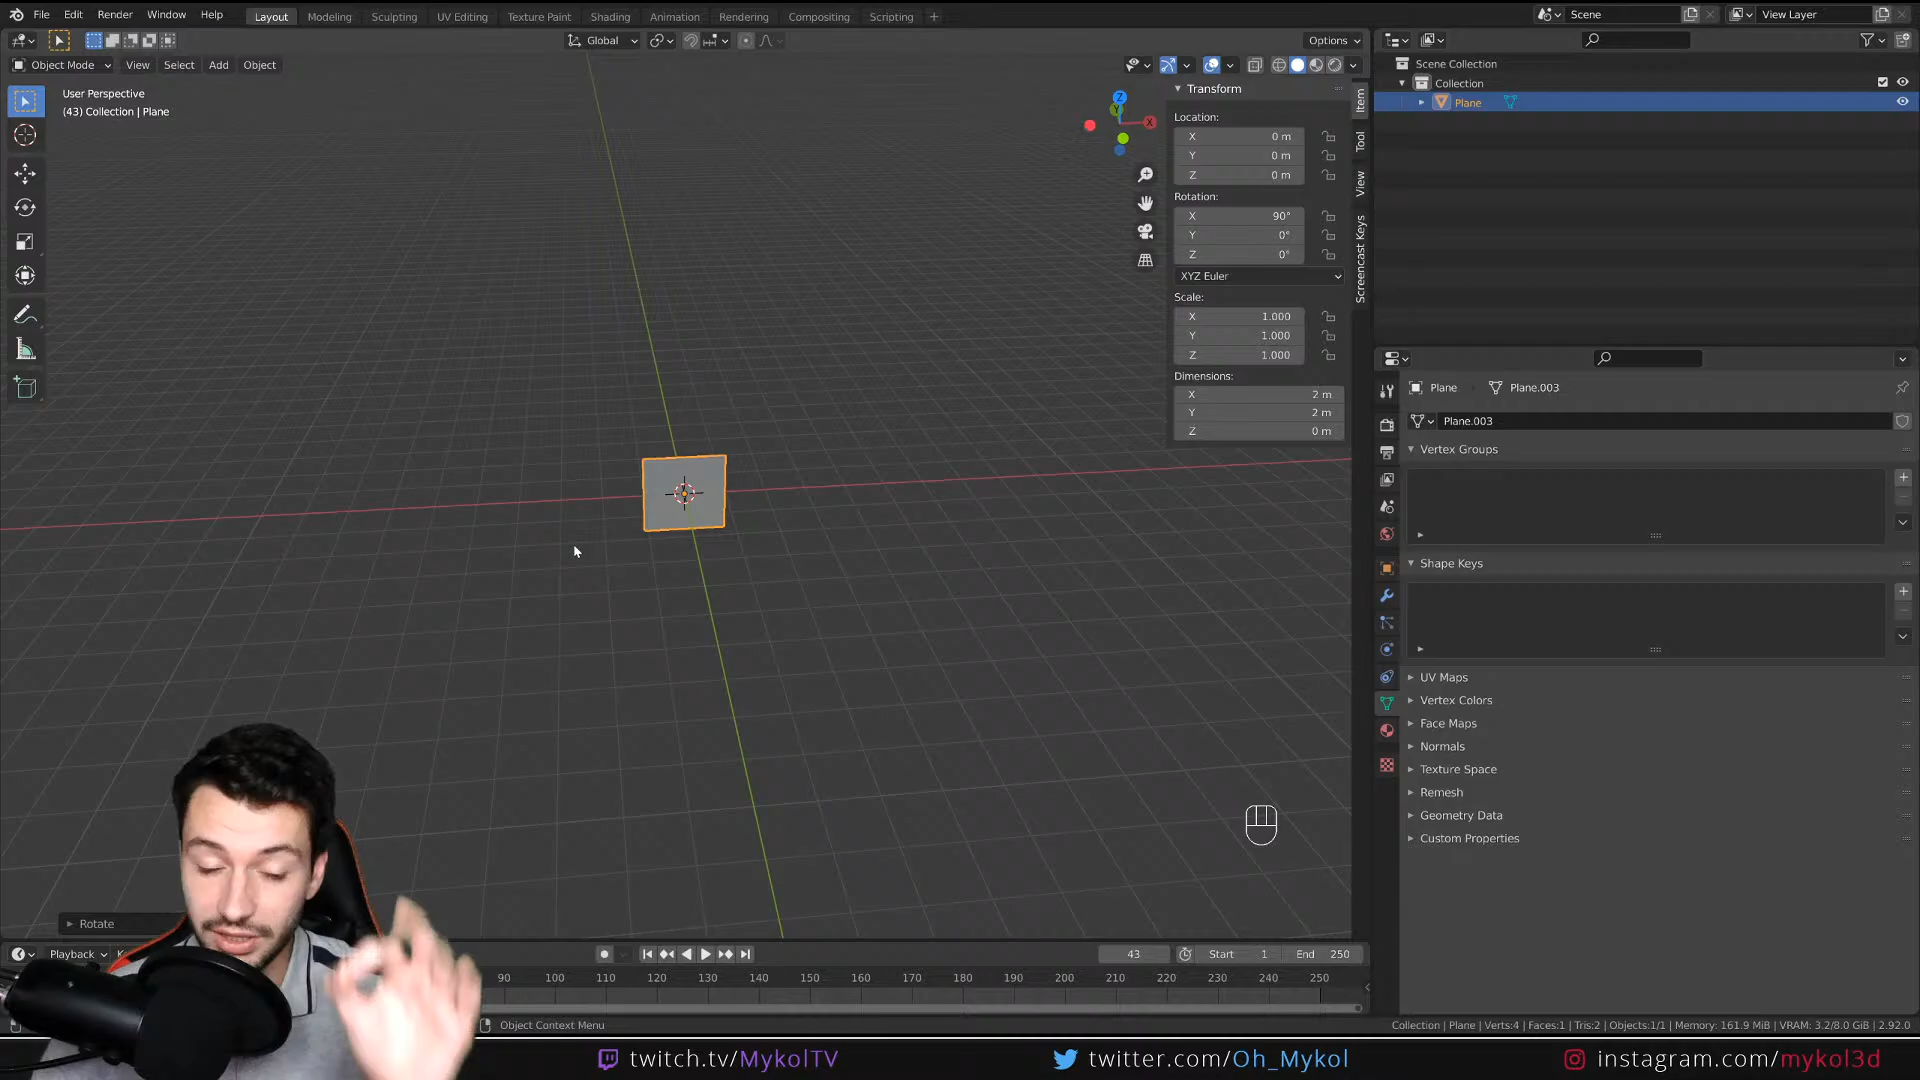 File Edit Render Window Help
Layout Modeling Sculpting UV Editing Texture Paint Shading Animation Rendering Compositing Scripting +
Scene
View Layer
Global
Options
Object Mode View Select Add Object
User Perspective
(43) Collection | Plane
Z
Y
X
Transform
Location:
X 0 m
Y 0 m
Z 0 m
Rotation:
X 90°
Y 0°
Z 0°
XYZ Euler
Scale:
X 1.000
Y 1.000
Z 1.000
Dimensions:
X 2 m
Y 2 m
Z 0 m
Item
Tool
View
Screencast Keys
Scene Collection
Collection
Plane
Plane Plane.003
Plane.003
Vertex Groups
Shape Keys
UV Maps
Vertex Colors
Face Maps
Normals
Texture Space
Remesh
Geometry Data
Custom Properties
Rotate
Playback
43 Start 1 End 250
90 100 110 120 130 140 150 160 170 180 190 200 210 220 230 240 250
Object Context Menu
Collection | Plane | Verts:4 | Faces:1 | Tris:2 | Objects:1/1 | Memory: 161.9 MiB | VRAM: 3.2/8.0 GiB | 2.92.0
twitch.tv/MykolTV twitter.com/Oh_Mykol instagram.com/mykol3d